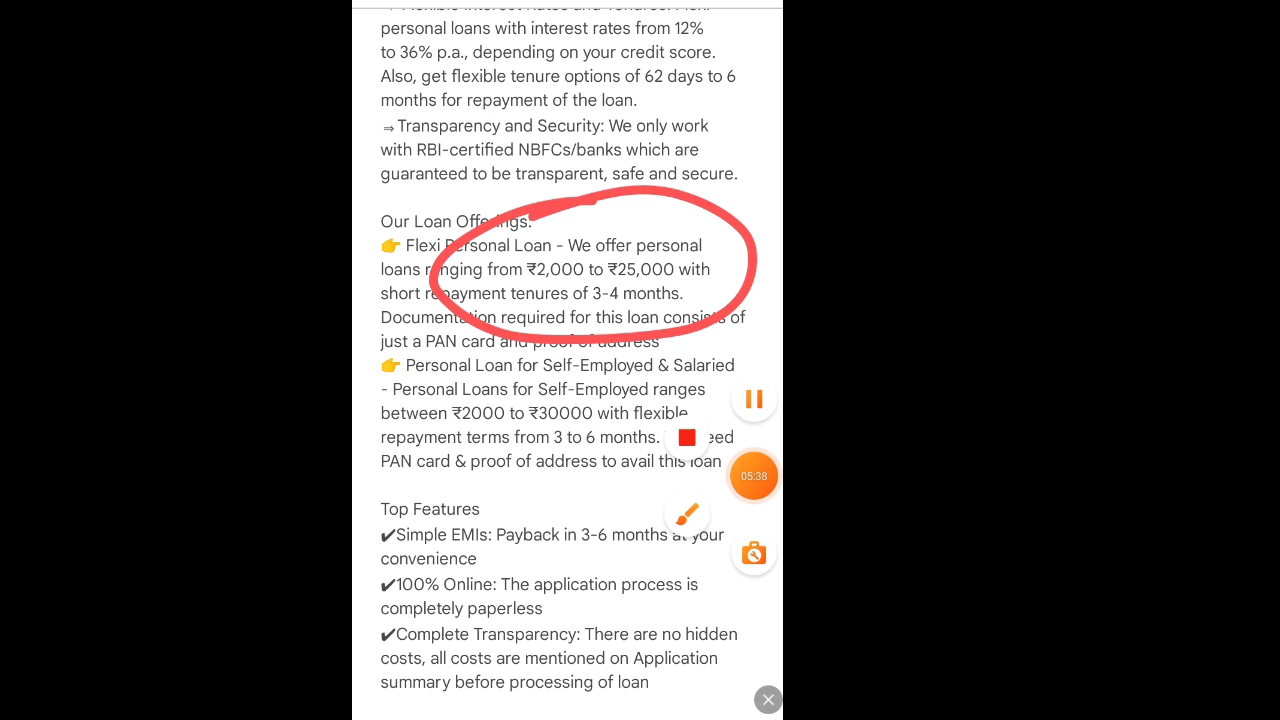 personal loans with interest rates from 12%
to 36% p.a., depending on your credit score.
Also, get flexible tenure options of 62 days to 6
months for repayment of the loan.
⇒Transparency and Security: We only work
with RBI-certified NBFCs/banks which are
guaranteed to be transparent, safe and secure.
Our Loan Offerings:
👉 Flexi Personal Loan - We offer personal
loans ranging from ₹2,000 to ₹25,000 with
short repayment tenures of 3-4 months.
Documentation required for this loan consists of
just a PAN card and proof of address
👉 Personal Loan for Self-Employed & Salaried
- Personal Loans for Self-Employed ranges
between ₹2000 to ₹30000 with flexible
repayment terms from 3 to 6 months.
PAN card & proof of address to avail this loan
05:38
Top Features
✔Simple EMIs: Payback in 3-6 months at your
convenience
✔100% Online: The application process is
completely paperless
✔Complete Transparency: There are no hidden
costs, all costs are mentioned on Application
summary before processing of loan